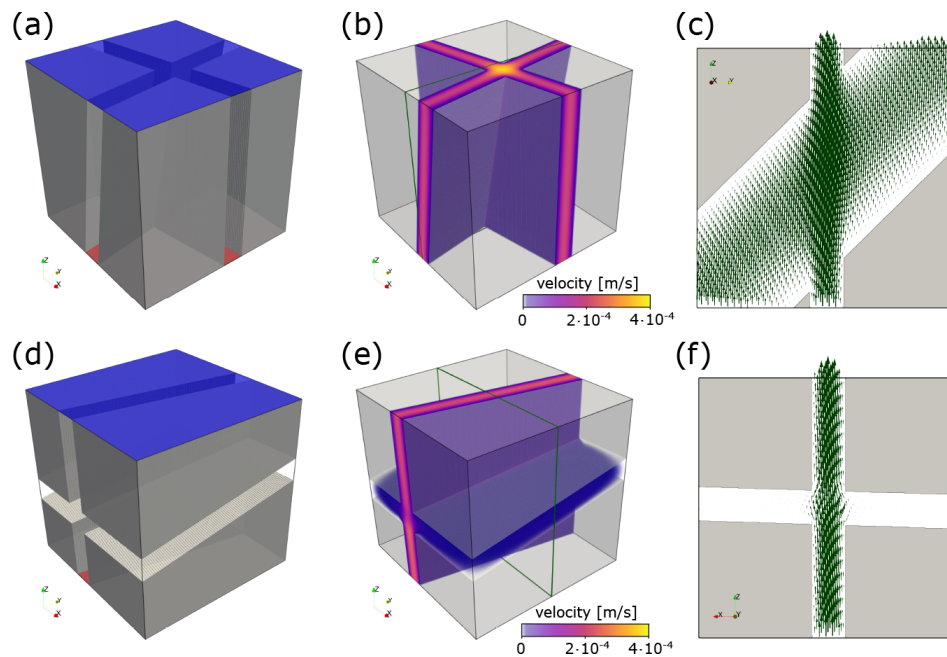 (a) (b) (c)
Z
Y
X
Z
Y
X
velocity [m/s]
0 2·10⁻⁴ 4·10⁻⁴
Z
X Y
(d) (e) (f)
Z
Y
X
Z
Y
X
velocity [m/s]
0 2·10⁻⁴ 4·10⁻⁴
Z
X Y